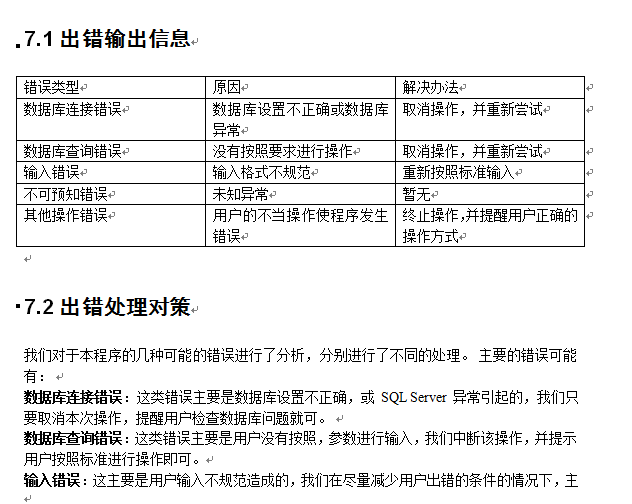 7.1 出错输出信息
错误类型 原因 解决办法
数据库连接错误 数据库设置不正确或数据库 取消操作，并重新尝试
异常
数据库查询错误 没有按照要求进行操作 取消操作，并重新尝试
输入错误 输入格式不规范 重新按照标准输入
不可预知错误 未知异常 暂无
其他操作错误 用户的不当操作使程序发生 终止操作，并提醒用户正确的
错误 操作方式
7.2 出错处理对策
我们对于本程序的几种可能的错误进行了分析，分别进行了不同的处理。 主要的错误可能
有：
数据库连接错误：这类错误主要是数据库设置不正确，或 SQL Server 异常引起的，我们只
要取消本次操作，提醒用户检查数据库问题就可。
数据库查询错误：这类错误主要是用户没有按照，参数进行输入，我们中断该操作，并提示
用户按照标准进行操作即可。
输入错误：这主要是用户输入不规范造成的，我们在尽量减少用户出错的条件的情况下，主